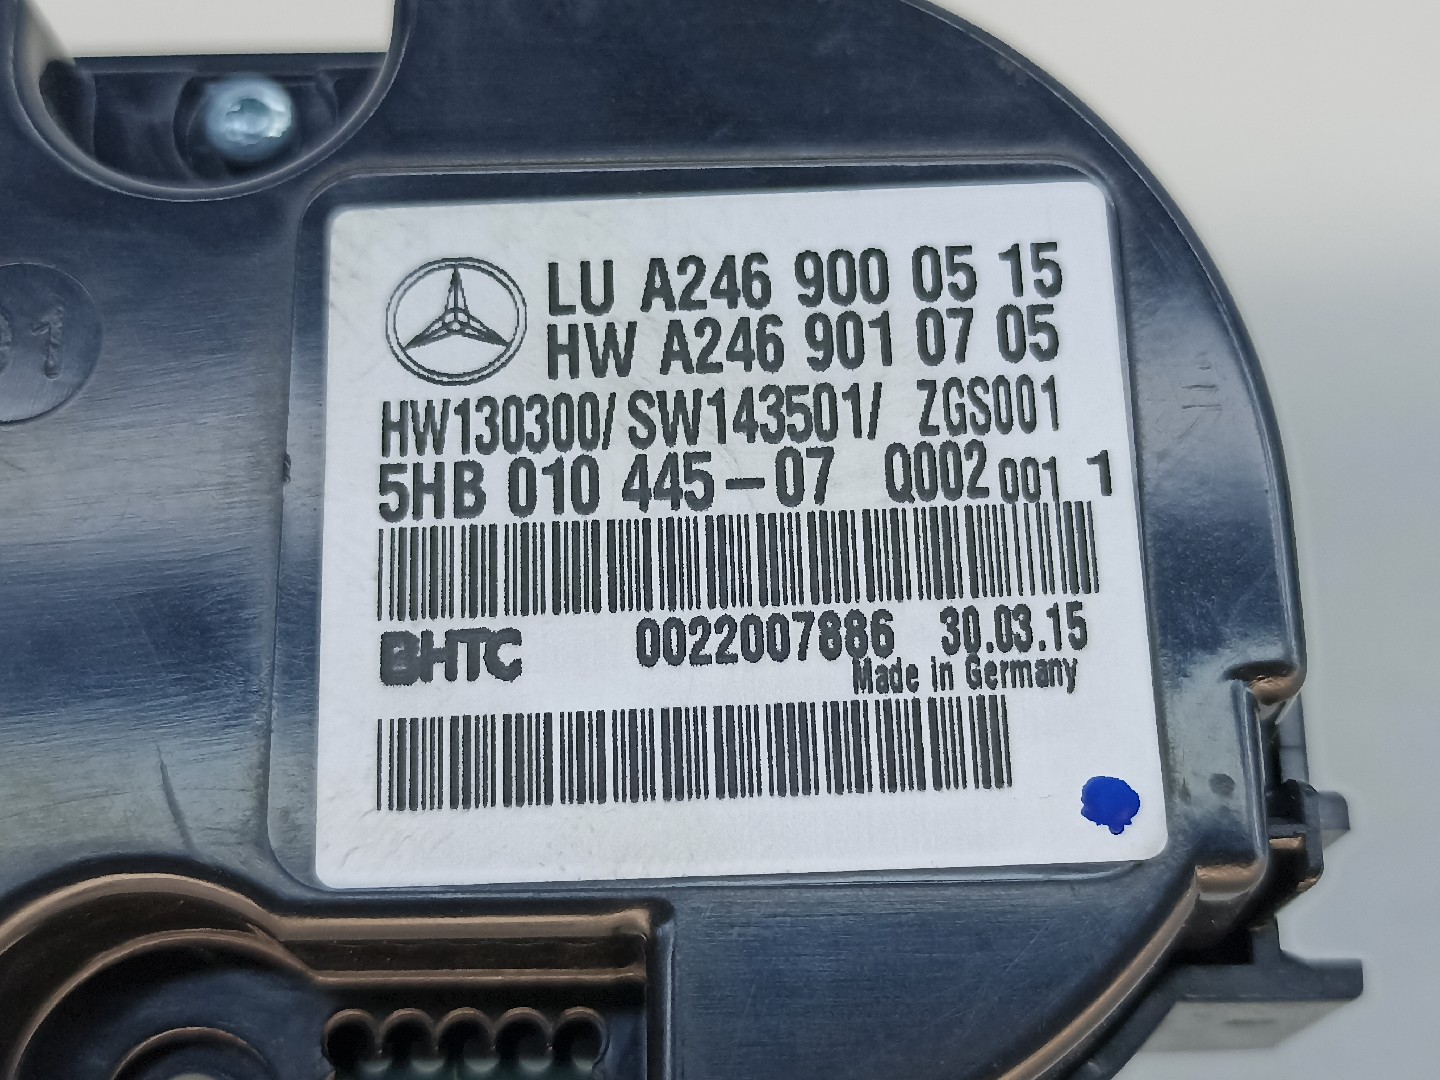 LU A246 900 05 15
HW A246 901 07 05
HW130300/SW143501/ ZGS001
5HB 010 445-07 Q002 001 1
BHTC 0022007886 30.03.15
Made in Germany